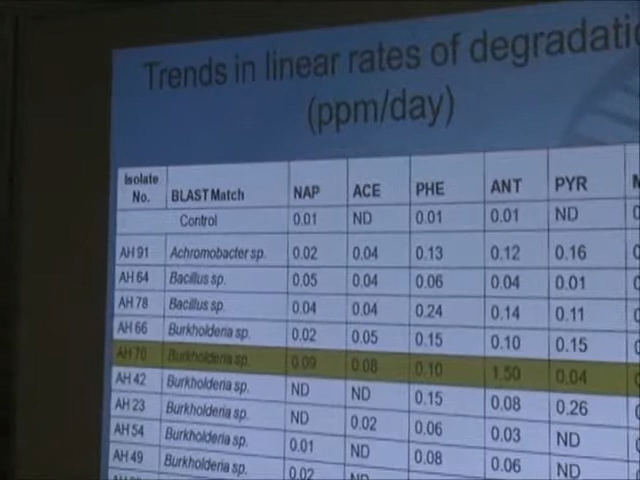 Trends in linear rates of degradati
(ppm/day)
Isolate No. BLAST Match NAP ACE PHE ANT PYR
Control 0.01 ND 0.01 0.01 ND
AH 91 Achromobacter sp. 0.02 0.04 0.13 0.12 0.16
AH 64 Bacillus sp. 0.05 0.04 0.06 0.04 0.01
AH 78 Bacillus sp. 0.04 0.04 0.24 0.14 0.11
AH 66 Burkholderia sp. 0.02 0.05 0.15 0.10 0.15
AH 70 Burkholderia sp. 0.09 0.08 0.10 1.50 0.04
AH 42 Burkholderia sp. ND ND 0.15 0.08 0.26
AH 23 Burkholderia sp. ND 0.02 0.06 0.03 ND
AH 54 Burkholderia sp. 0.01 ND 0.08 0.06 ND
AH 49 Burkholderia sp. 0.02